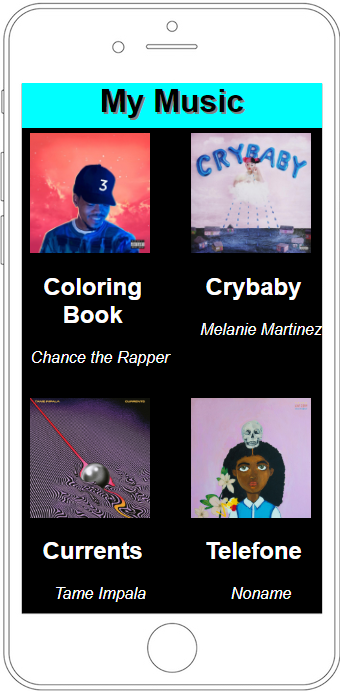 My Music
3
CRYBABY
Coloring
Book
Chance the Rapper
Crybaby
Melanie Martinez
TAME IMPALA
CURRENTS
Currents
Tame Impala
Telefone
Noname